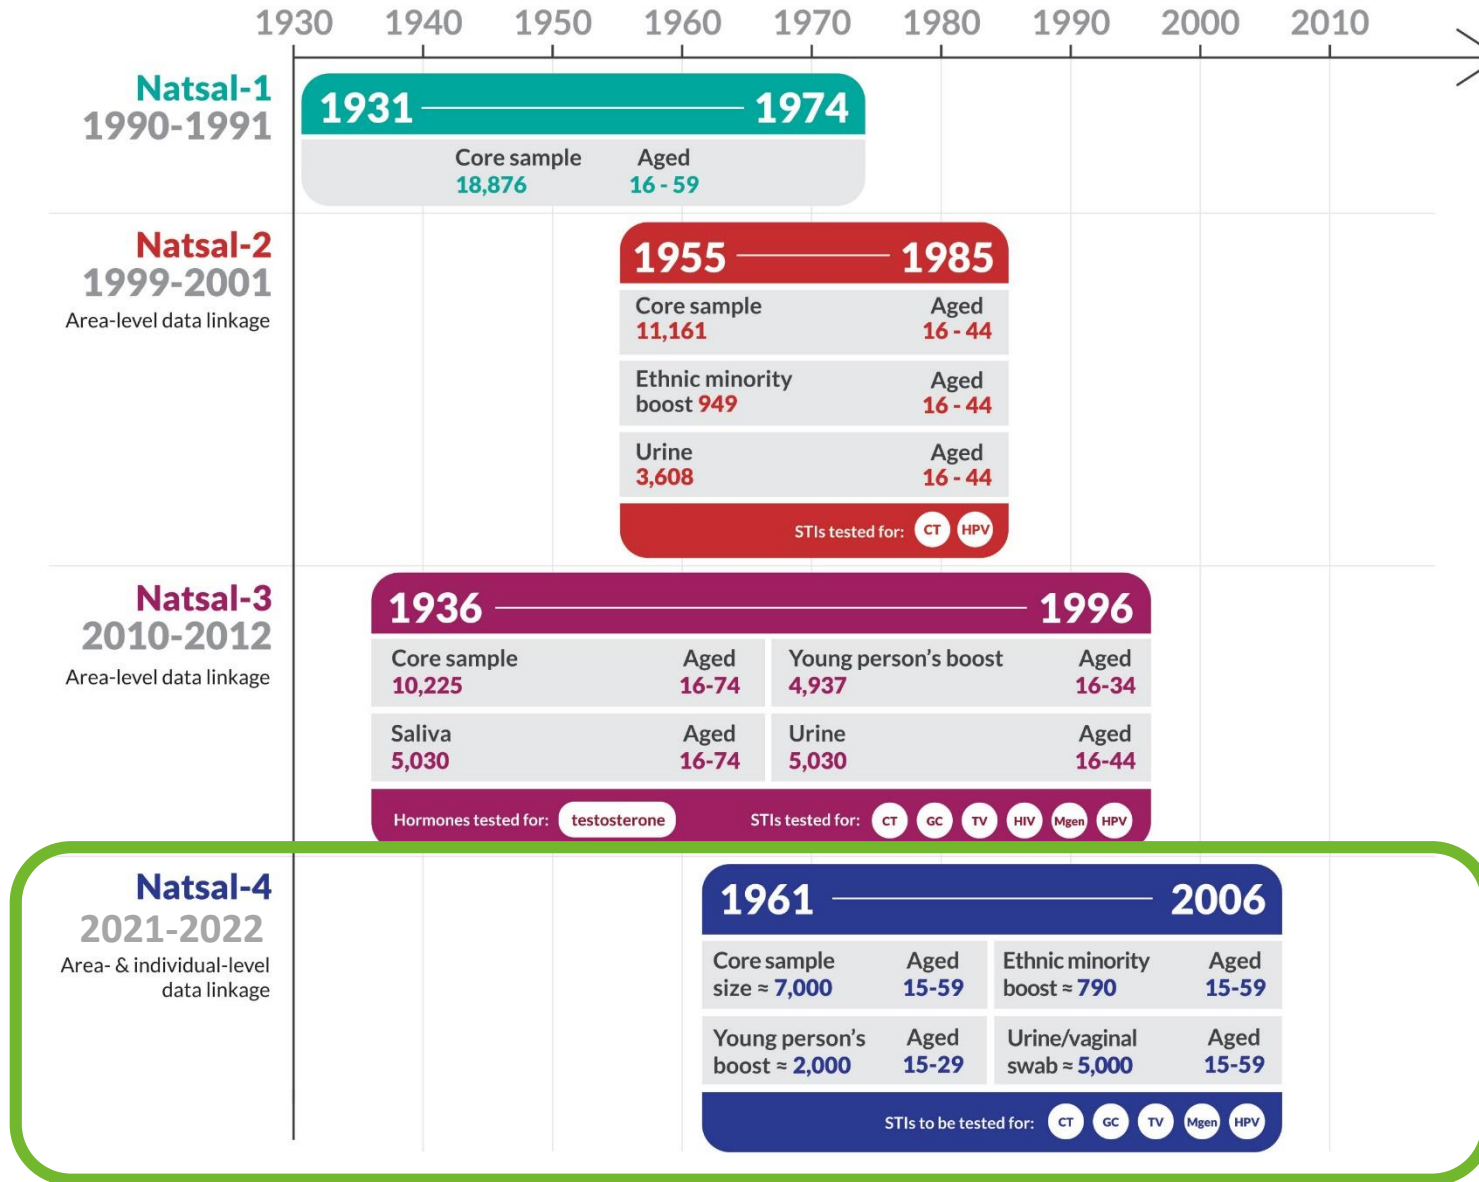 1930 1940 1950 1960 1970 1980 1990 2000 2010
Natsal-1
1990-1991
1931 1974
Core sample Aged
18,876 16 - 59
Natsal-2
1999-2001
Area-level data linkage
1955 1985
Core sample Aged
11,161 16 - 44
Ethnic minority Aged
boost 949 16 - 44
Urine Aged
3,608 16 - 44
STIs tested for: CT HPV
Natsal-3
2010-2012
Area-level data linkage
1936 1996
Core sample Aged Young person's boost Aged
10,225 16-74 4,937 16-34
Saliva Aged Urine Aged
5,030 16-74 5,030 16-44
Hormones tested for: testosterone STIs tested for: CT GC TV HIV Mgen HPV
Natsal-4
2021-2022
Area- & individual-level
data linkage
1961 2006
Core sample Aged Ethnic minority Aged
size ≈ 7,000 15-59 boost ≈ 790 15-59
Young person's Aged Urine/vaginal Aged
boost ≈ 2,000 15-29 swab ≈ 5,000 15-59
STIs to be tested for: CT GC TV Mgen HPV